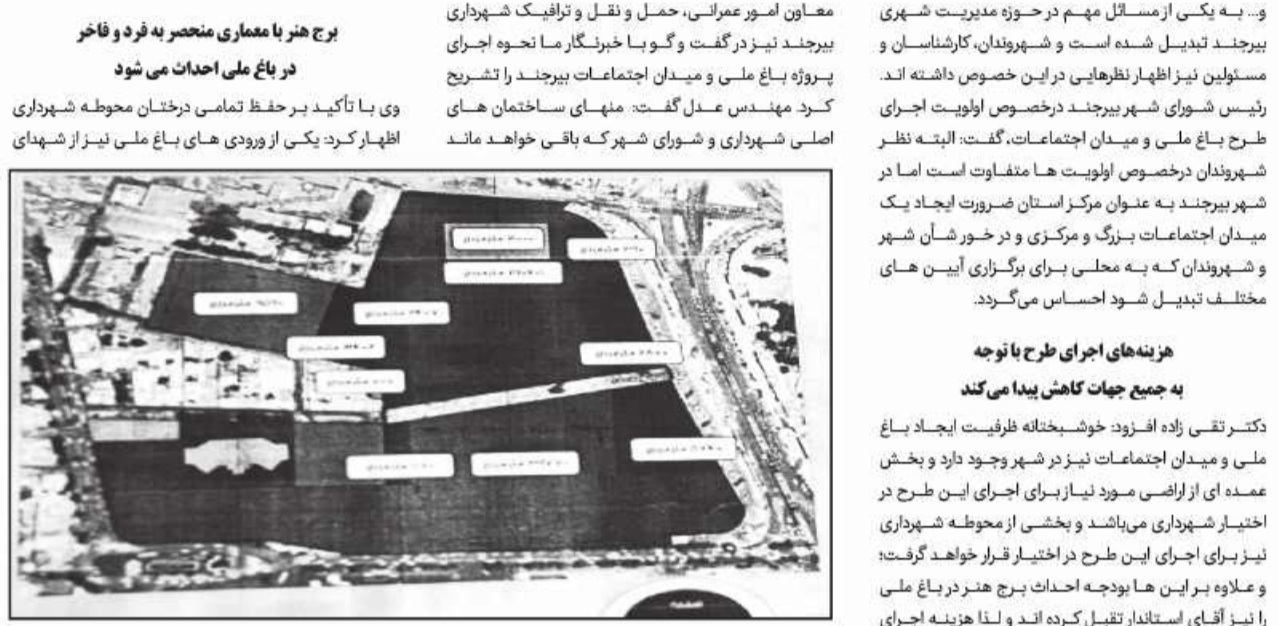 و... به یکی از مسائل مهم در حوزه مدیریت شهری
بیرجند تبدیل شده است و شهروندان، کارشناسان و
مسئولین نیز اظهار نظرهایی در این خصوص داشته اند.
رئیس شورای شهر بیرجند درخصوص اولویت اجرای
طرح باغ ملی و میدان اجتماعات، گفت: البته نظر
شهروندان درخصوص اولویت ها متفاوت است اما در
شهر بیرجند به عنوان مرکز استان ضرورت ایجاد یک
میدان اجتماعات بزرگ و مرکزی و در خور شأن شهر
و شهروندان که به محلی برای برگزاری آیین های
مختلف تبدیل شود احساس می‌گردد.
هزینه‌های اجرای طرح با توجه
به جمیع جهات کاهش پیدا می‌کند
دکتر تقی زاده افزود: خوشبختانه ظرفیت ایجاد باغ
ملی و میدان اجتماعات نیز در شهر وجود دارد و بخش
عمده ای از اراضی مورد نیاز برای اجرای این طرح در
اختیار شهرداری می‌باشد و بخشی از محوطه شهرداری
نیز برای اجرای این طرح در اختیار قرار خواهد گرفت؛
و علاوه بر این ها بودجه احداث برج هنر در باغ ملی
را نیز آقای استاندار تقبل کرده اند و لذا هزینه اجرای
معاون امور عمرانی، حمل و نقل و ترافیک شهرداری
بیرجند نیز در گفت و گو با خبرنگار ما نحوه اجرای
پروژه باغ ملی و میدان اجتماعات بیرجند را تشریح
کرد. مهندس عدل گفت: منهای ساختمان های
اصلی شهرداری و شورای شهر که باقی خواهد ماند
برج هنر با معماری منحصر به فرد و فاخر
در باغ ملی احداث می شود
وی با تأکید بر حفظ تمامی درختان محوطه شهرداری
اظهار کرد: یکی از ورودی های باغ ملی نیز از شهدای